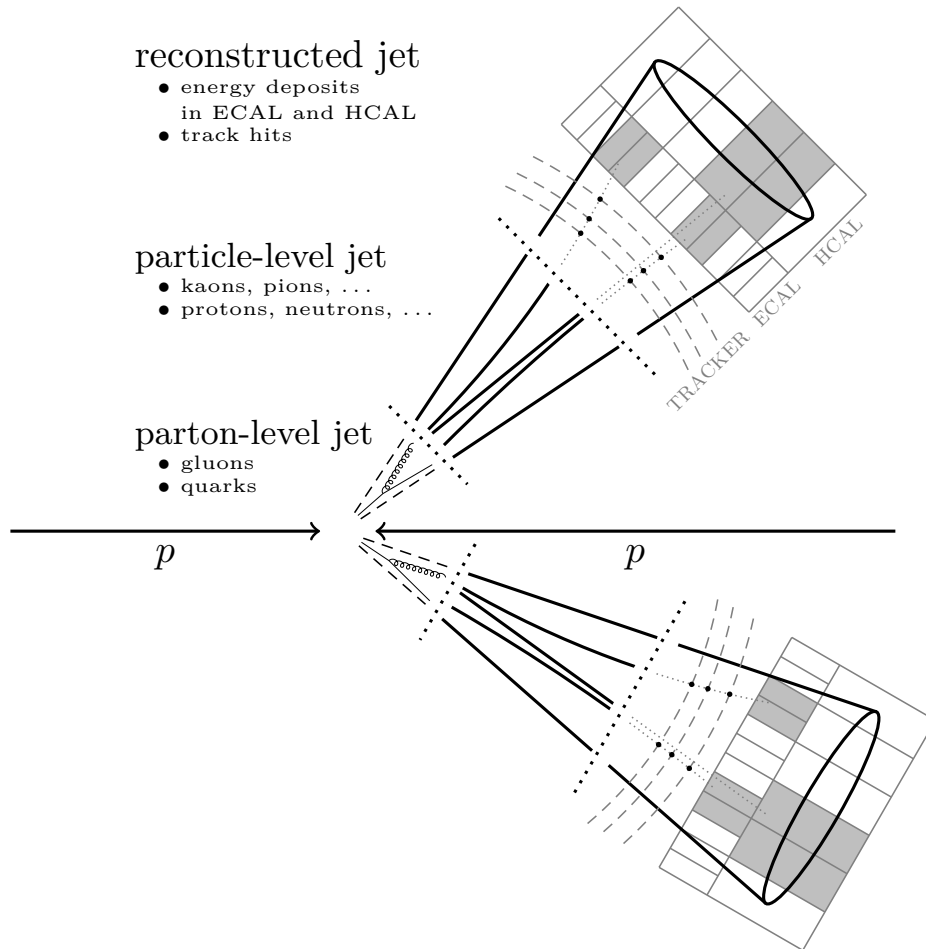 reconstructed jet
• energy deposits
in ECAL and HCAL
• track hits
particle-level jet
• kaons, pions, . . .
• protons, neutrons, . . .
parton-level jet
• gluons
• quarks
TRACKER ECAL HCAL
p p